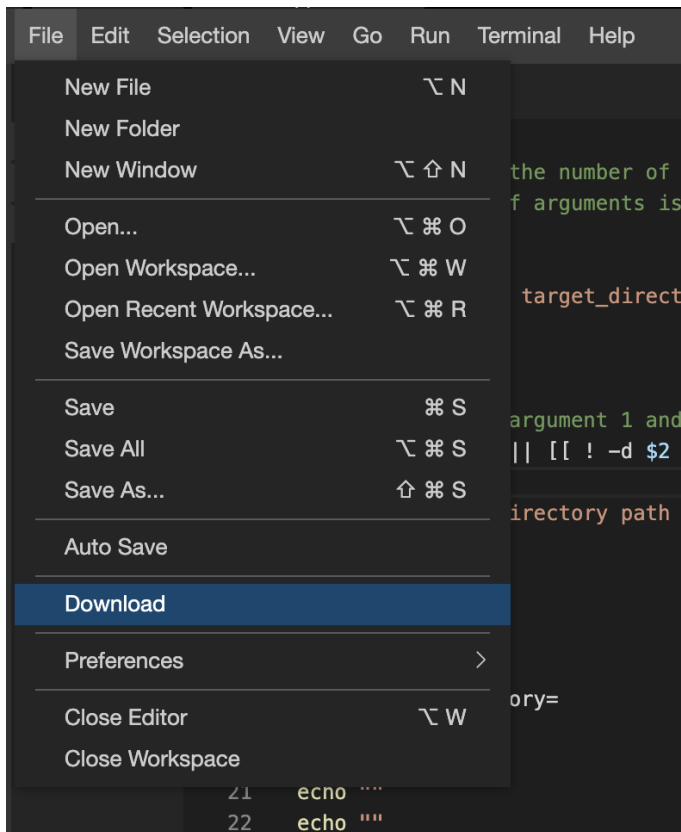 File Edit Selection View Go Run Terminal Help
New File ⌥ N
New Folder
New Window ⌥ ⇧ N
the number of
f arguments is
Open... ⌥ ⌘ O
Open Workspace... ⌥ ⌘ W
Open Recent Workspace... ⌥ ⌘ R
target_direct
Save Workspace As...
Save ⌘ S
argument 1 and
Save All ⌥ ⌘ S
|| [[ ! -d $2
Save As... ⇧ ⌘ S
irectory path
Auto Save
Download
Preferences >
ory=
Close Editor ⌥ W
Close Workspace
21 echo ""
22 echo ""